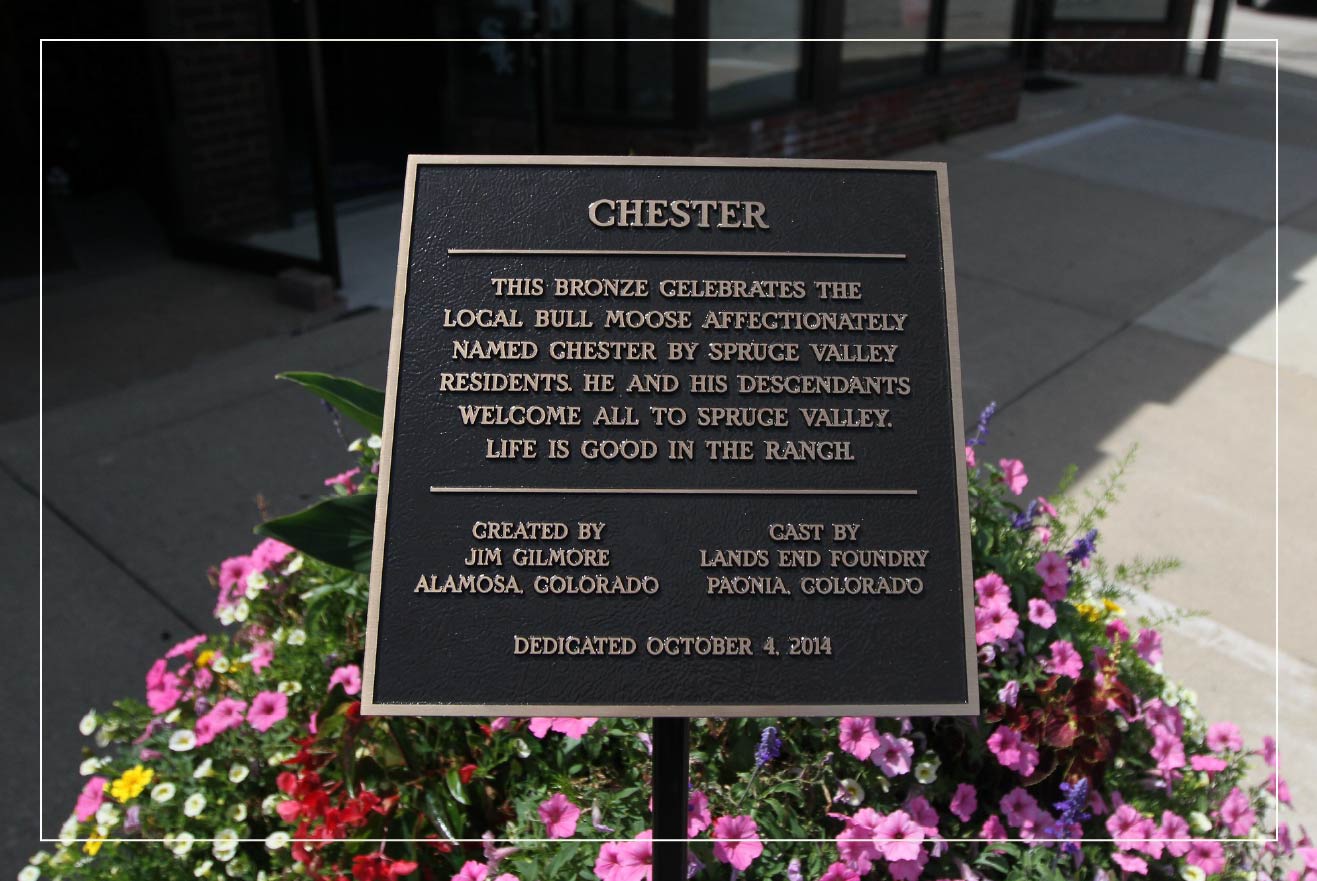 CHESTER
THIS BRONZE CELEBRATES THE
LOCAL BULL MOOSE AFFECTIONATELY
NAMED CHESTER BY SPRUCE VALLEY
RESIDENTS. HE AND HIS DESCENDANTS
WELCOME ALL TO SPRUCE VALLEY.
LIFE IS GOOD IN THE RANCH.
CREATED BY
JIM GILMORE
ALAMOSA, COLORADO
CAST BY
LANDS END FOUNDRY
PAONIA, COLORADO
DEDICATED OCTOBER 4, 2014